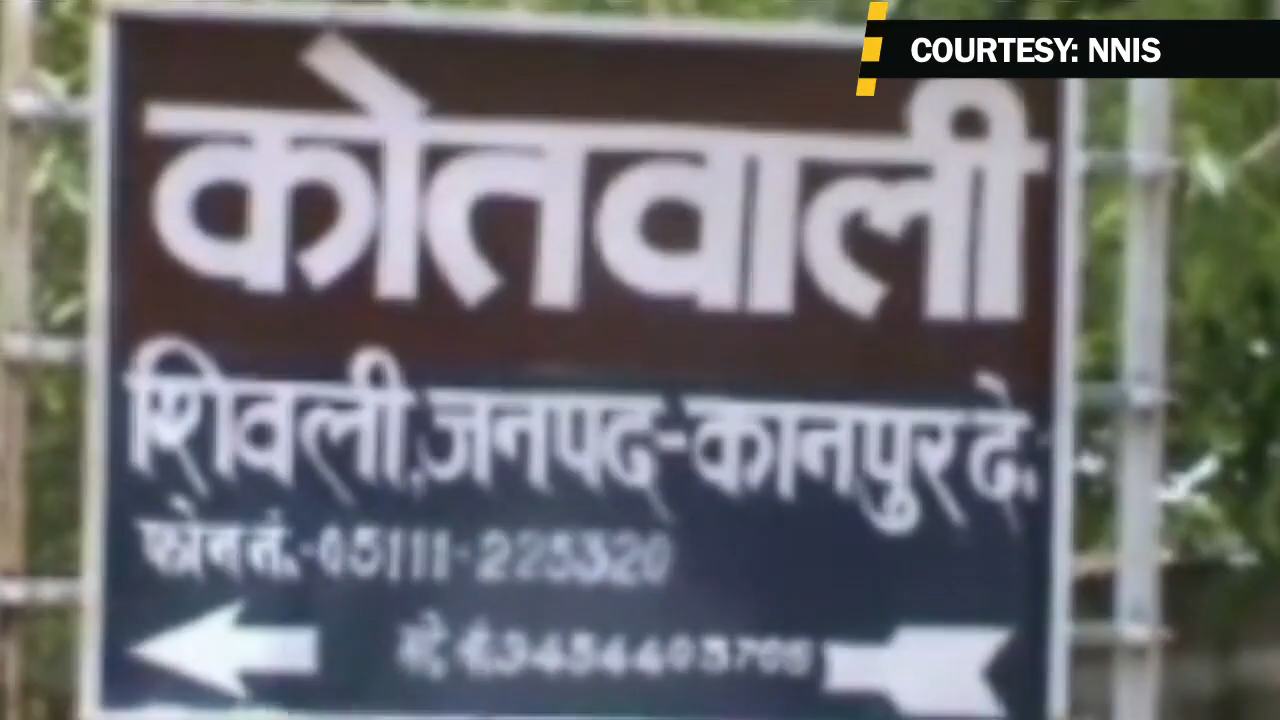 COURTESY: NNIS
कोतवाली
शिवली, जनपद-कानपुर दे.
फोन नं.-05111-225320